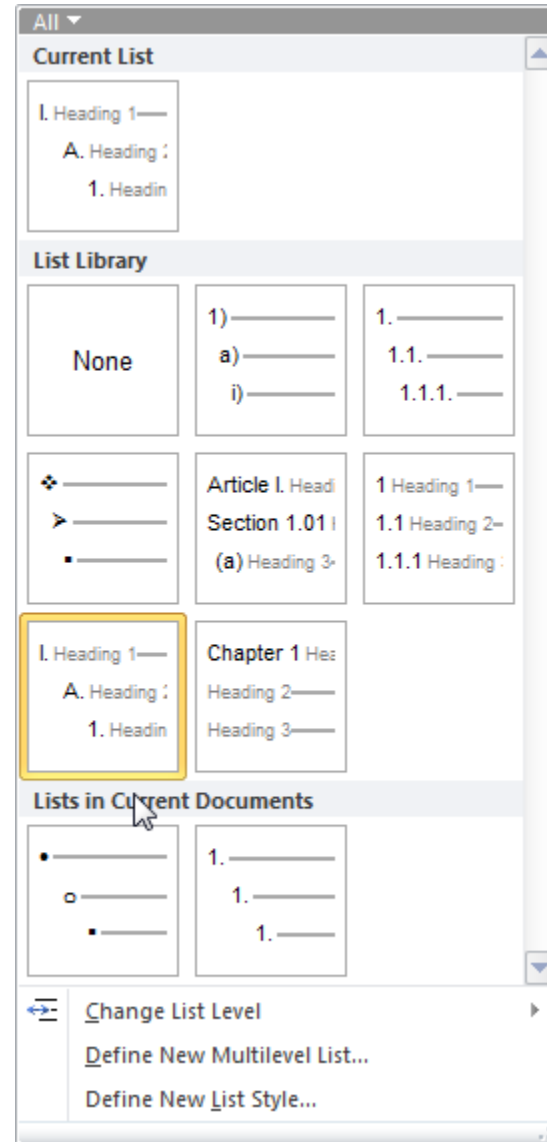 All
Current List
I. Heading 1
A. Heading 2
1. Headin
List Library
None
1)
a)
i)
1.
1.1.
1.1.1.
Article I. Headi
Section 1.01
(a) Heading 3
1 Heading 1
1.1 Heading 2
1.1.1 Heading
I. Heading 1
A. Heading 2
1. Headin
Chapter 1 Hea
Heading 2
Heading 3
Lists in Current Documents
1.
1.
1.
Change List Level
Define New Multilevel List...
Define New List Style...